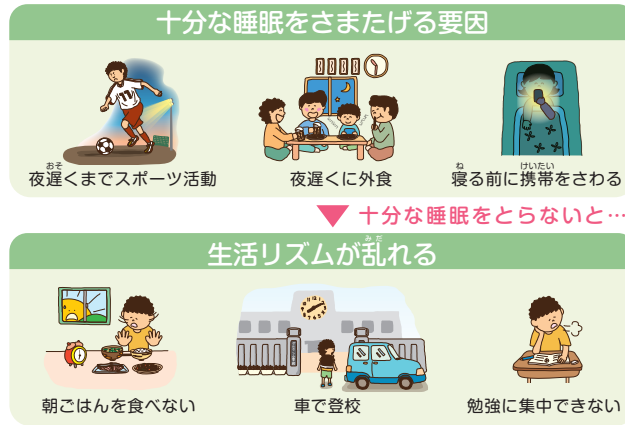 十分な睡眠をさまたげる要因
夜遅くまでスポーツ活動
おそ
夜遅くに外食
寝る前に携帯をさわる
ね
けいたい
十分な睡眠をとらないと…
生活リズムが乱れる
みだ
朝ごはんを食べない
車で登校
勉強に集中できない
11